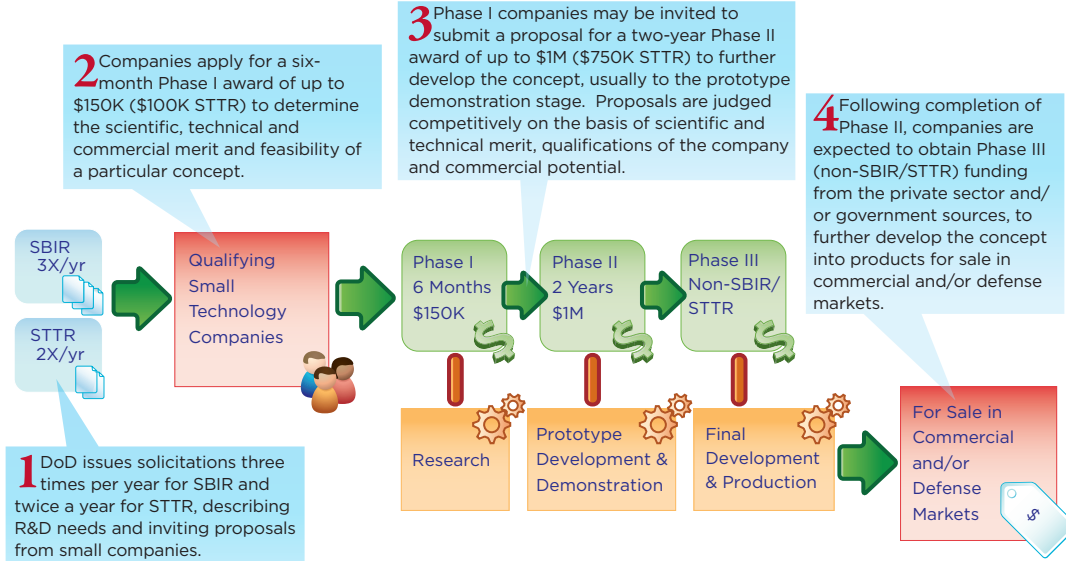 2 Companies apply for a six-
month Phase I award of up to
$150K ($100K STTR) to determine
the scientific, technical and
commercial merit and feasibility of
a particular concept.
3 Phase I companies may be invited to
submit a proposal for a two-year Phase II
award of up to $1M ($750K STTR) to further
develop the concept, usually to the prototype
demonstration stage. Proposals are judged
competitively on the basis of scientific and
technical merit, qualifications of the company
and commercial potential.
4 Following completion of
Phase II, companies are
expected to obtain Phase III
(non-SBIR/STTR) funding
from the private sector and/
or government sources, to
further develop the concept
into products for sale in
commercial and/or defense
markets.
SBIR
3X/yr
STTR
2X/yr
Qualifying
Small
Technology
Companies
Phase I
6 Months
$150K
Phase II
2 Years
$1M
Phase III
Non-SBIR/
STTR
Research
Prototype
Development &
Demonstration
Final
Development
& Production
For Sale in
Commercial
and/or
Defense
Markets
$
1 DoD issues solicitations three
times per year for SBIR and
twice a year for STTR, describing
R&D needs and inviting proposals
from small companies.